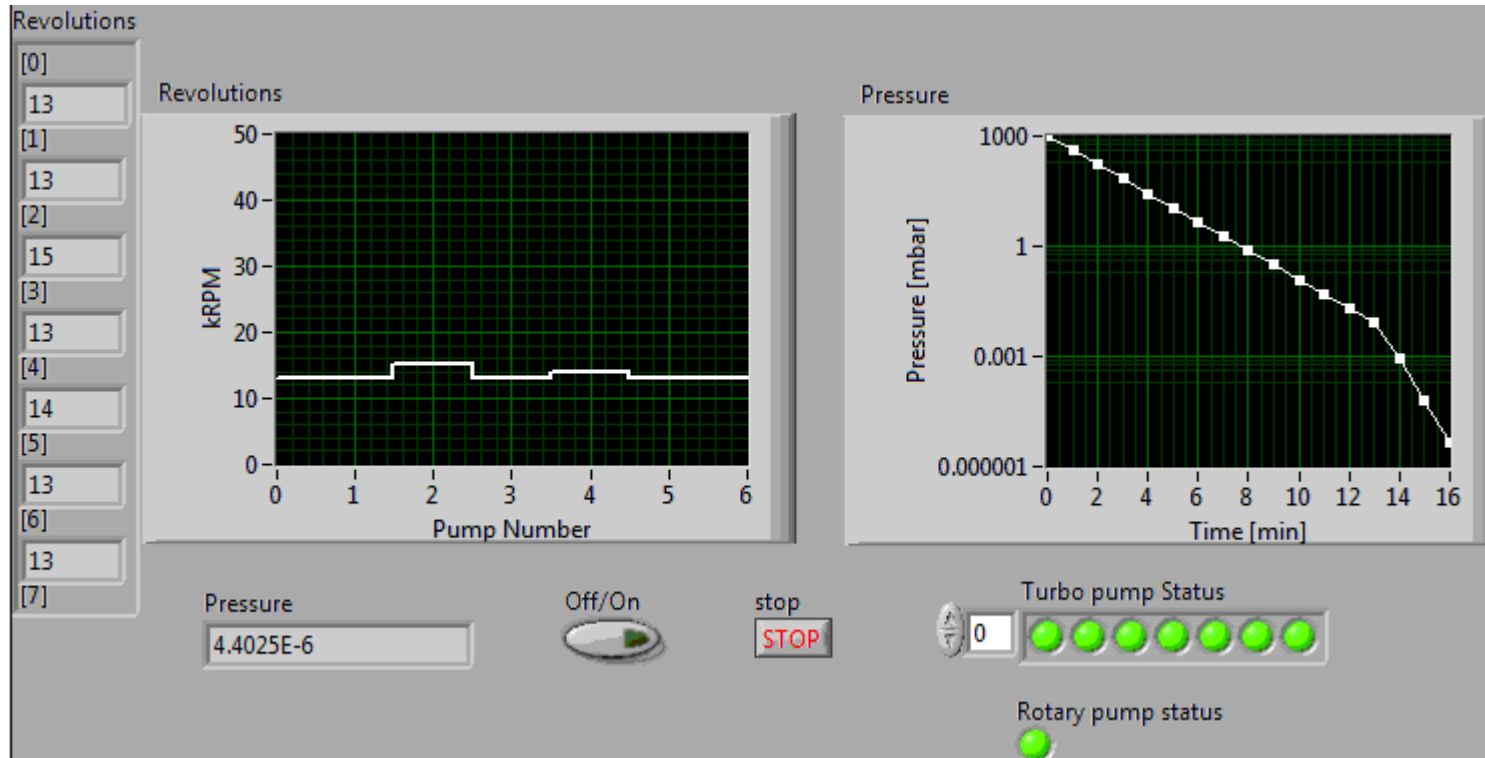 Revolutions
[0]
13
[1]
13
[2]
15
[3]
13
[4]
14
[5]
13
[6]
13
[7]
Revolutions
50
40
30
20
10
0
kRPM
0 1 2 3 4 5 6
Pump Number
Pressure
1000
1
0.001
0.000001
Pressure [mbar]
0 2 4 6 8 10 12 14 16
Time [min]
Pressure
4.4025E-6
Off/On
stop
STOP
Turbo pump Status
0
Rotary pump status